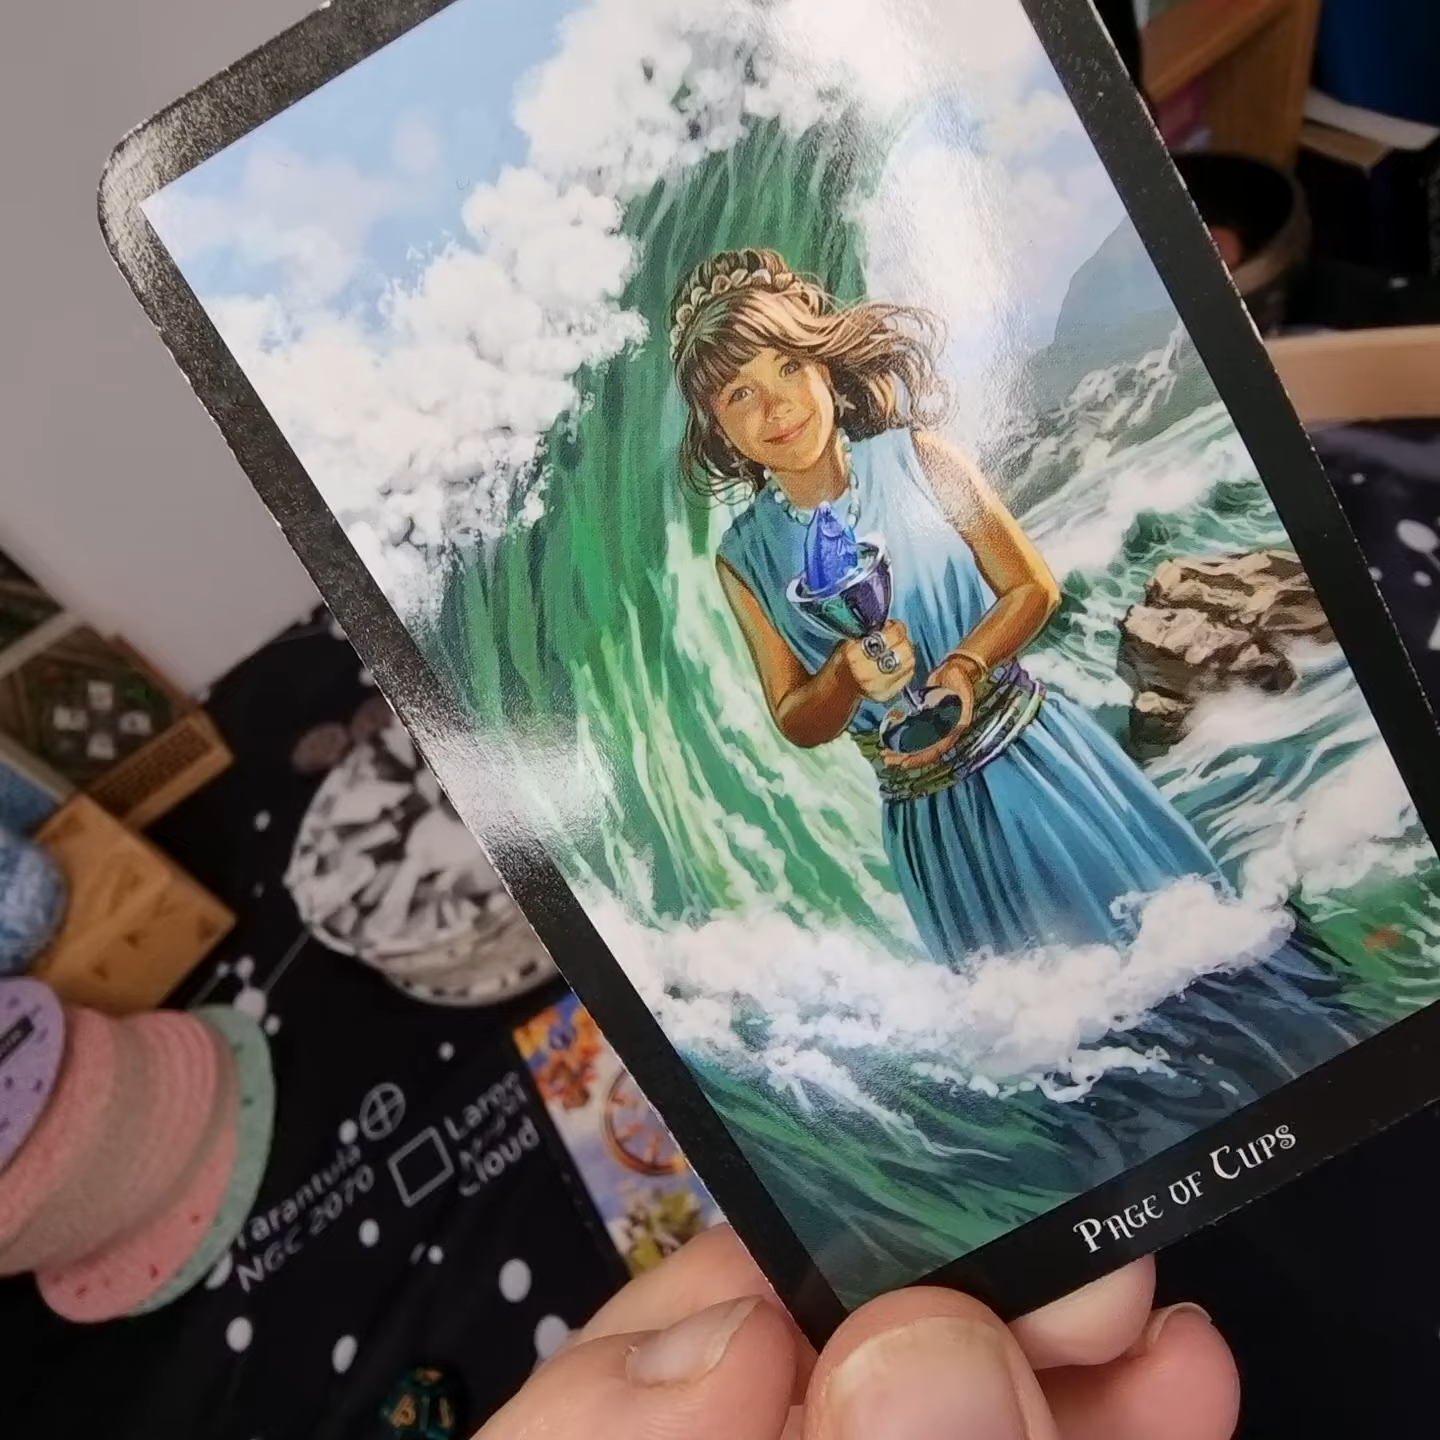 Page of Cups
Tarantula
NGC 2070
Large
Cloud